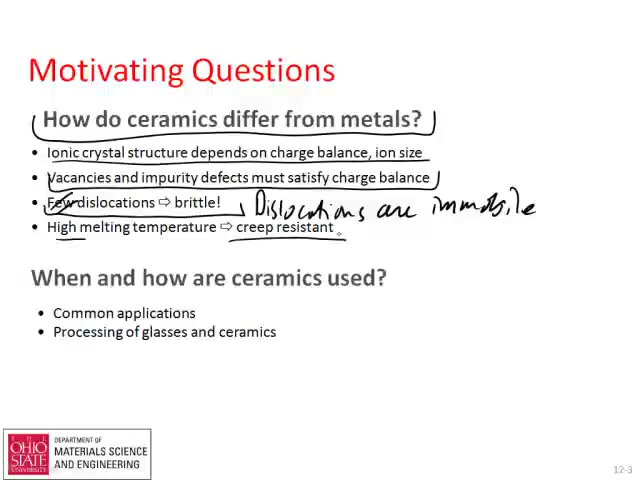 Motivating Questions
How do ceramics differ from metals?
• Ionic crystal structure depends on charge balance, ion size
• Vacancies and impurity defects must satisfy charge balance
• Few dislocations ⇨ brittle! Dislocations are immobile
• High melting temperature ⇨ creep resistant
When and how are ceramics used?
• Common applications
• Processing of glasses and ceramics
THE
OHIO
STATE
UNIVERSITY
DEPARTMENT OF
MATERIALS SCIENCE
AND ENGINEERING
12-3